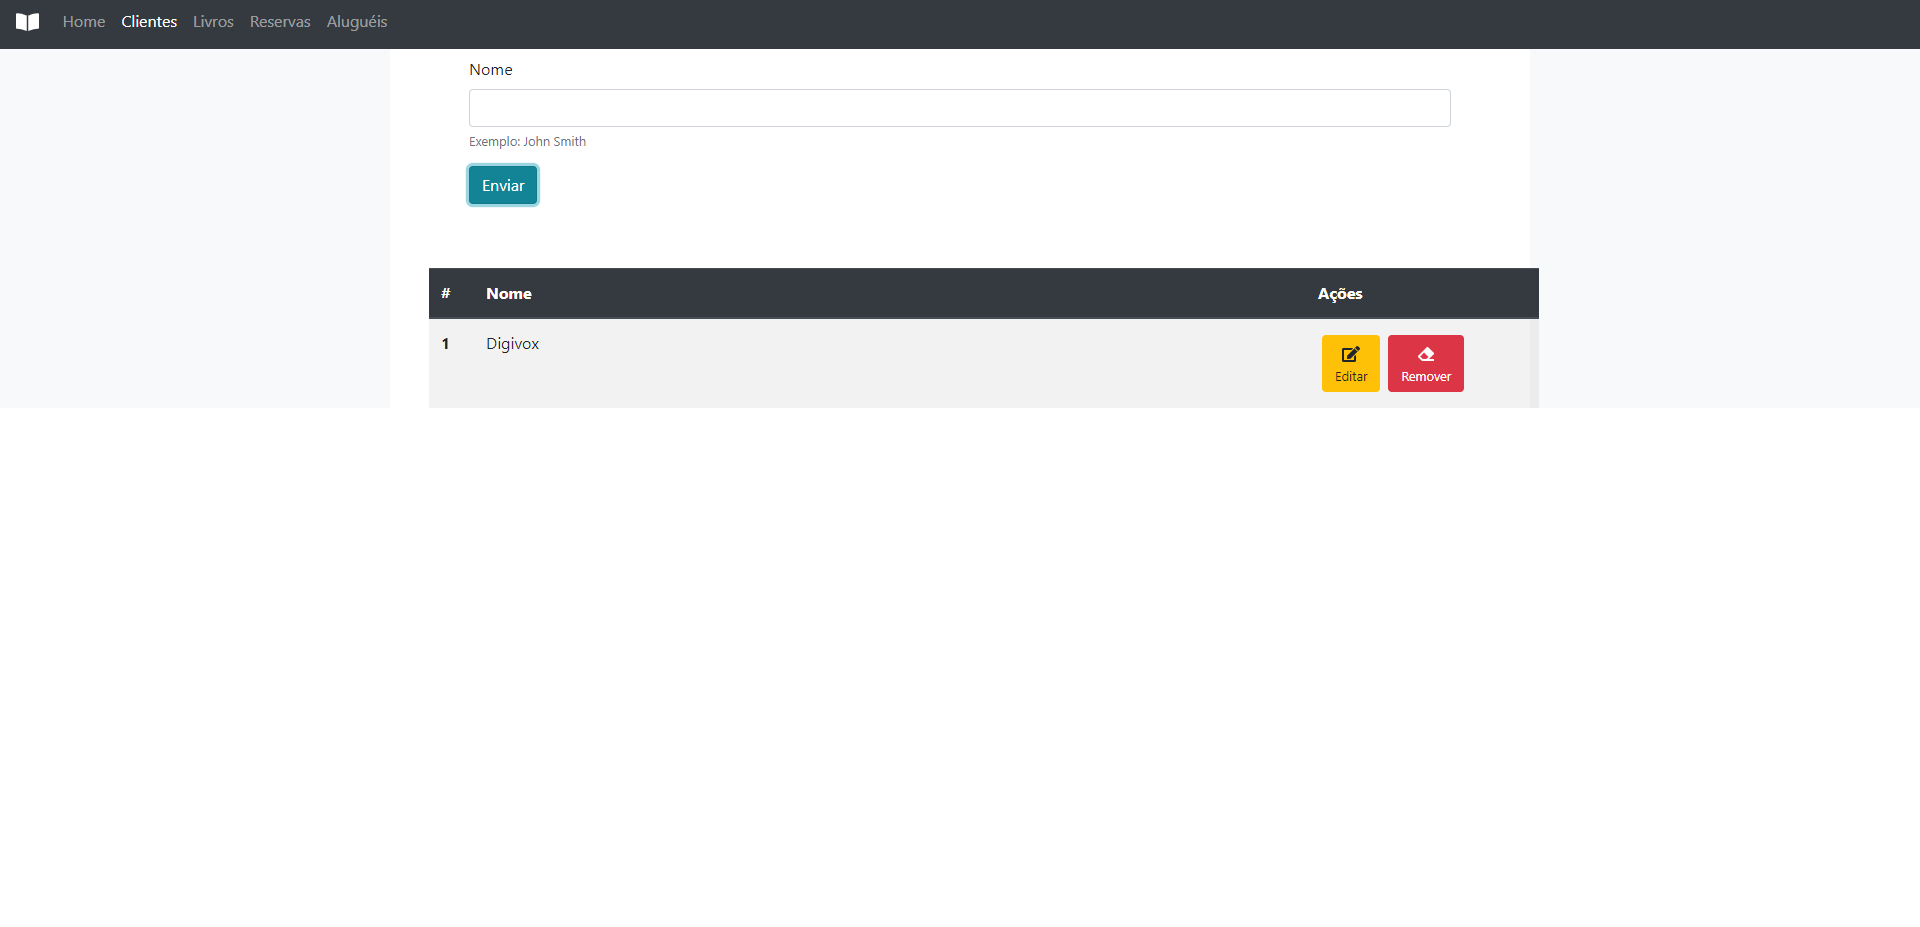 Home Clientes Livros Reservas Aluguéis
Nome
Exemplo: John Smith
Enviar
# Nome Ações
1 Digivox
Editar Remover